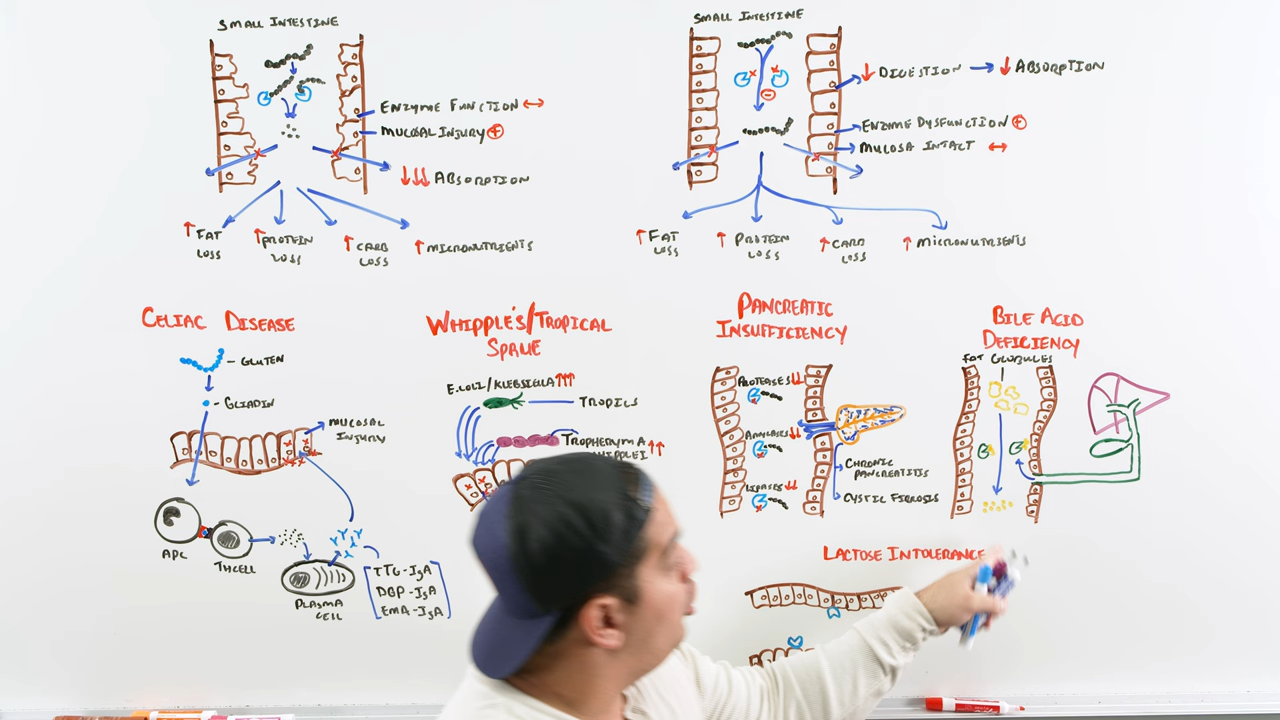 SMALL INTESTINE
ENZYME FUNCTION ↔
MUCOSAL INJURY +
↓↓↓ ABSORPTION
↑ FAT
LOSS
↑ PROTEIN
LOSS
↑ CARB
LOSS
↑ MICRONUTRIENTS
SMALL INTESTINE
↓ DIGESTION → ↓ ABSORPTION
ENZYME DYSFUNCTION +
MUCOSA INTACT ↔
↑ FAT
LOSS
↑ PROTEIN
LOSS
↑ CARB
LOSS
↑ MICRONUTRIENTS
CELIAC DISEASE
GLUTEN
GLIADIN
MUCOSAL
INJURY
APC
TH CELL
PLASMA
CELL
TTG-IgA
DGP-IgA
EMA-IgA
WHIPPLE'S/TROPICAL
SPRUE
E.COLI/KLEBSIELLA ↑↑↑
TROPICS
TROPHERYMA
WHIPPLEI ↑↑
PANCREATIC
INSUFFICIENCY
PROTEASES ↓↓
AMYLASES ↓↓
LIPASES ↓↓
CHRONIC
PANCREATITIS
CYSTIC FIBROSIS
BILE ACID
DEFICIENCY
FAT GLOBULES
LACTOSE INTOLERANCE